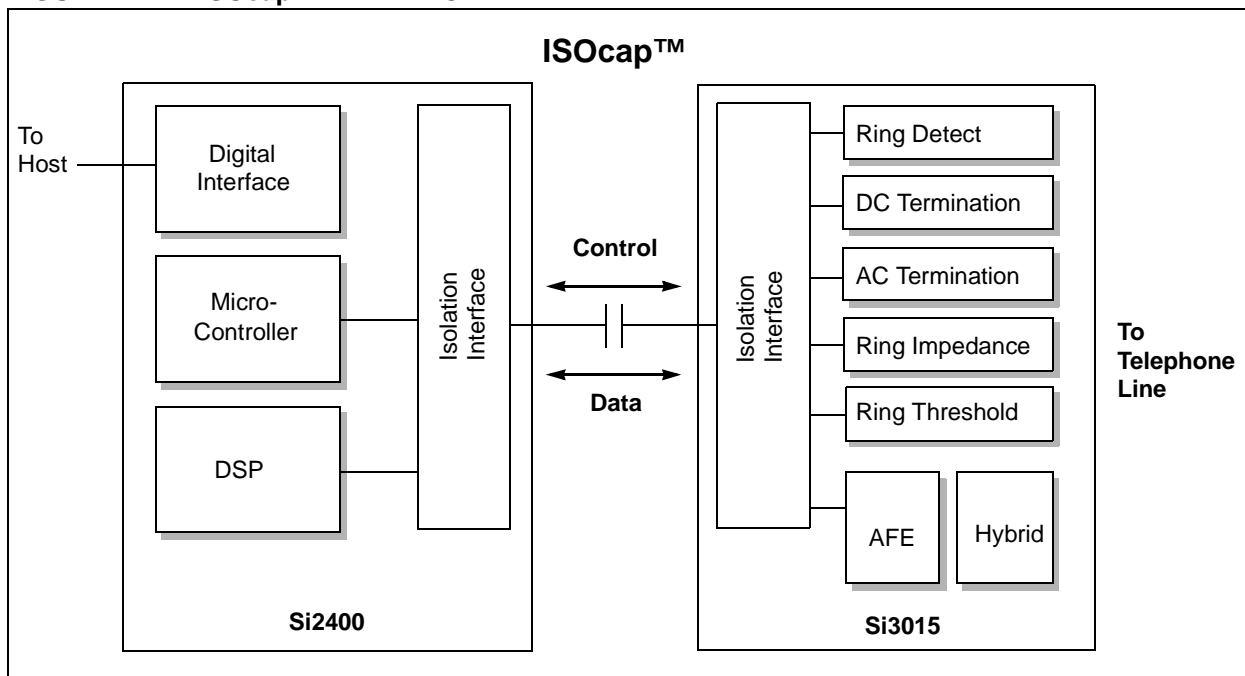 ISOcap™
To
Host
Digital
Interface
Micro-
Controller
DSP
Isolation
Interface
Si2400
Control
Data
Isolation
Interface
Ring Detect
DC Termination
AC Termination
Ring Impedance
Ring Threshold
AFE
Hybrid
Si3015
To
Telephone
Line